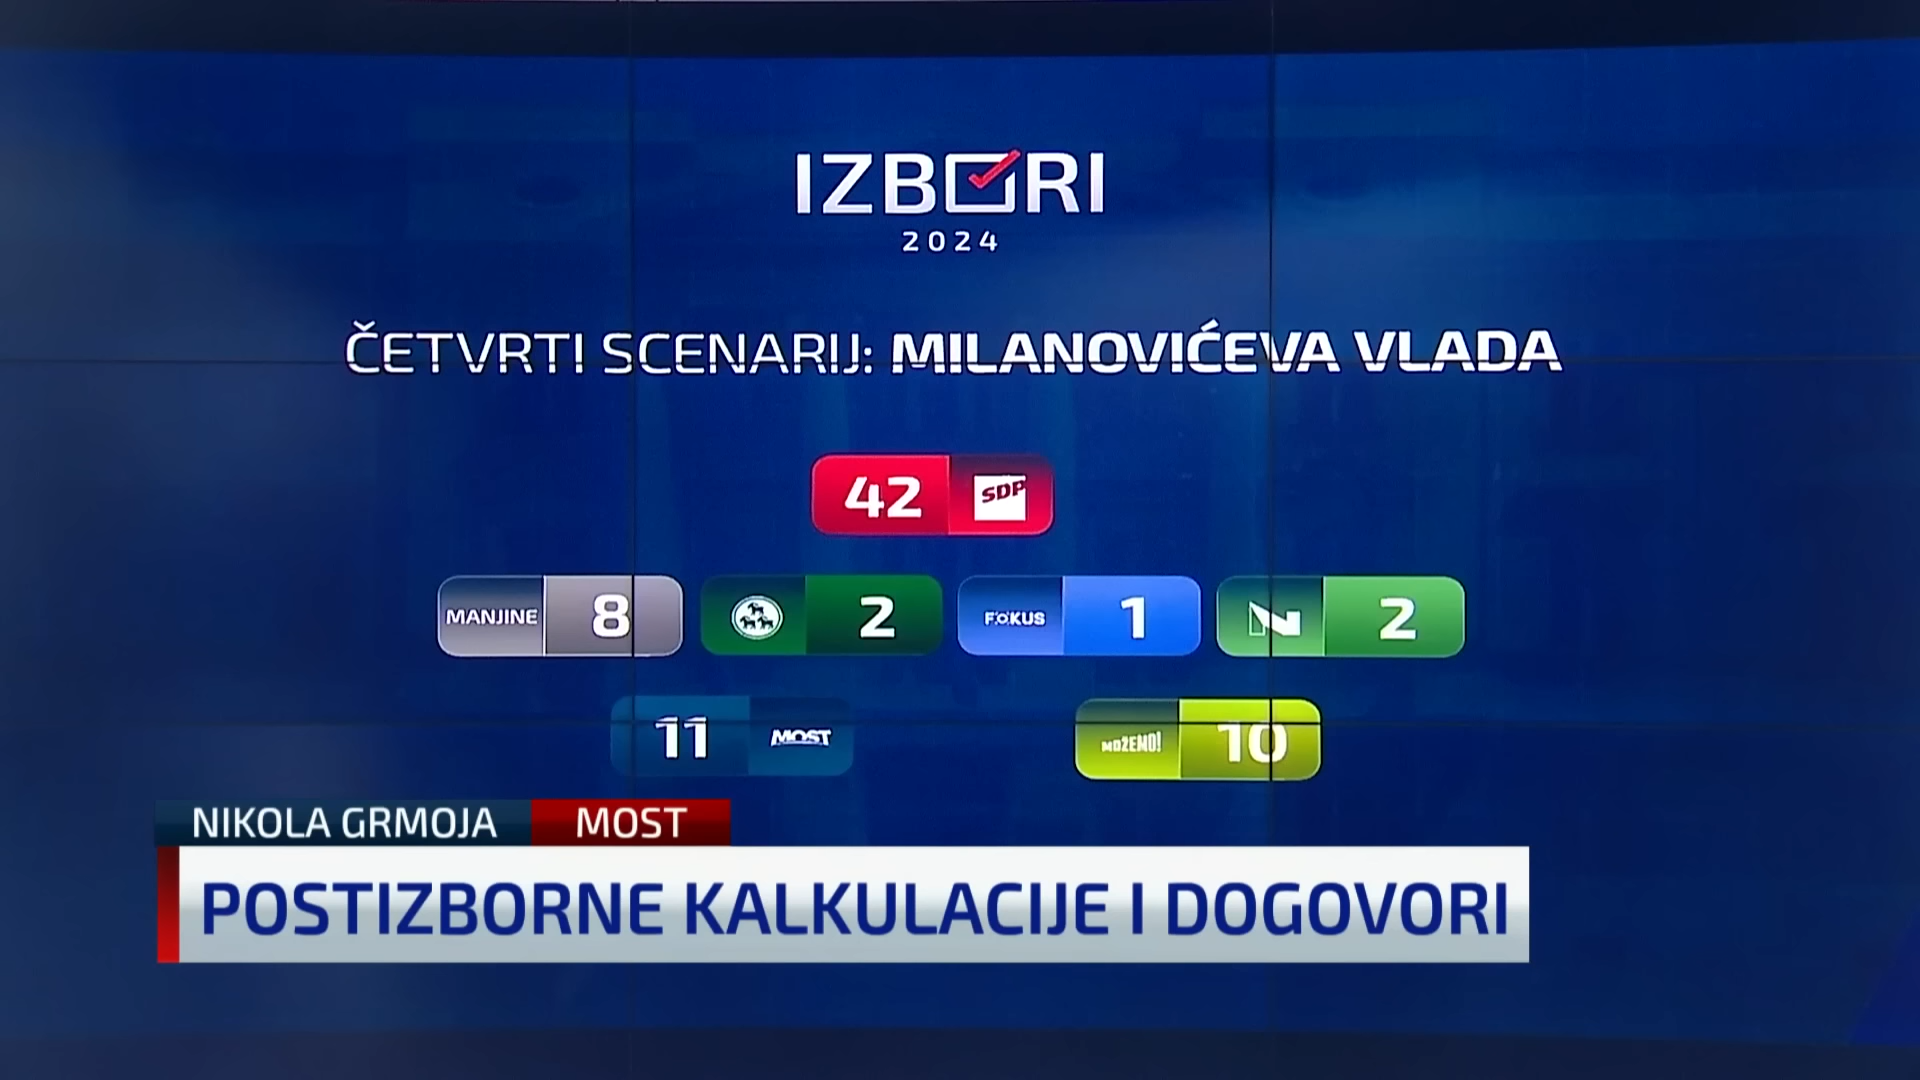 IZBORI
2024
ČETVRTI SCENARIJ: MILANOVIĆEVA VLADA
42 SDP
MANJINE 8 2 FOKUS 1 2
11 MOST MOŽEMO! 10
NIKOLA GRMOJA MOST
POSTIZBORNE KALKULACIJE I DOGOVORI